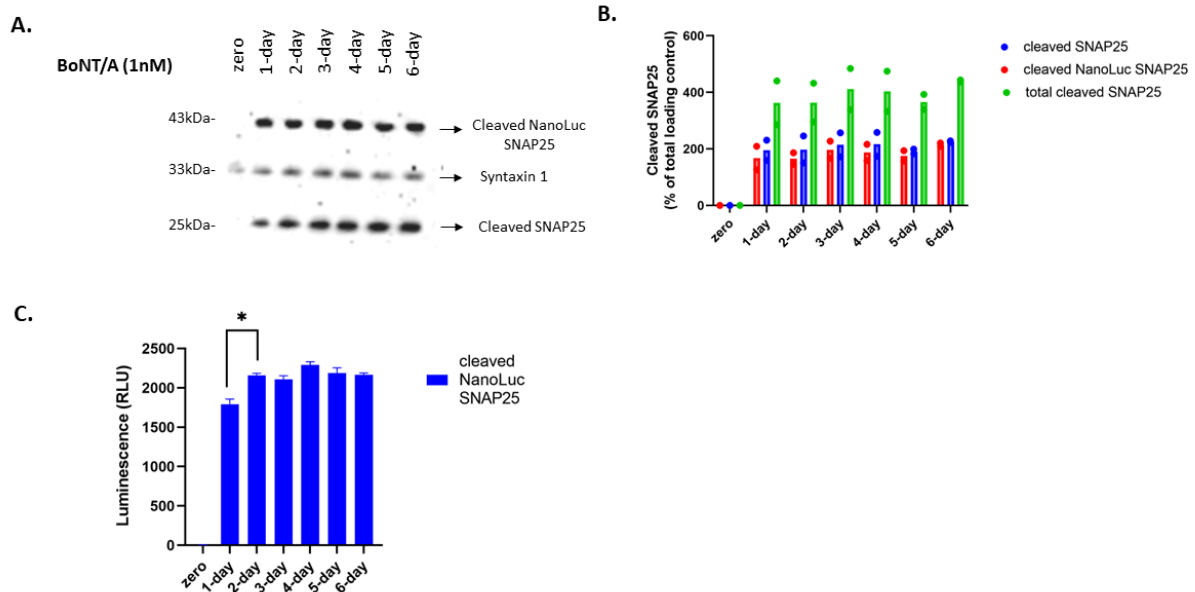 A.
BoNT/A (1nM)
zero
1-day
2-day
3-day
4-day
5-day
6-day
43kDa-
33kDa-
25kDa-
Cleaved NanoLuc
SNAP25
Syntaxin 1
Cleaved SNAP25
B.
Cleaved SNAP25
(% of total loading control)
600
400
200
0
zero
1-day
2-day
3-day
4-day
5-day
6-day
cleaved SNAP25
cleaved NanoLuc SNAP25
total cleaved SNAP25
C.
*
Luminescence (RLU)
2500
2000
1500
1000
500
0
zero
1-day
2-day
3-day
4-day
5-day
6-day
cleaved
NanoLuc
SNAP25